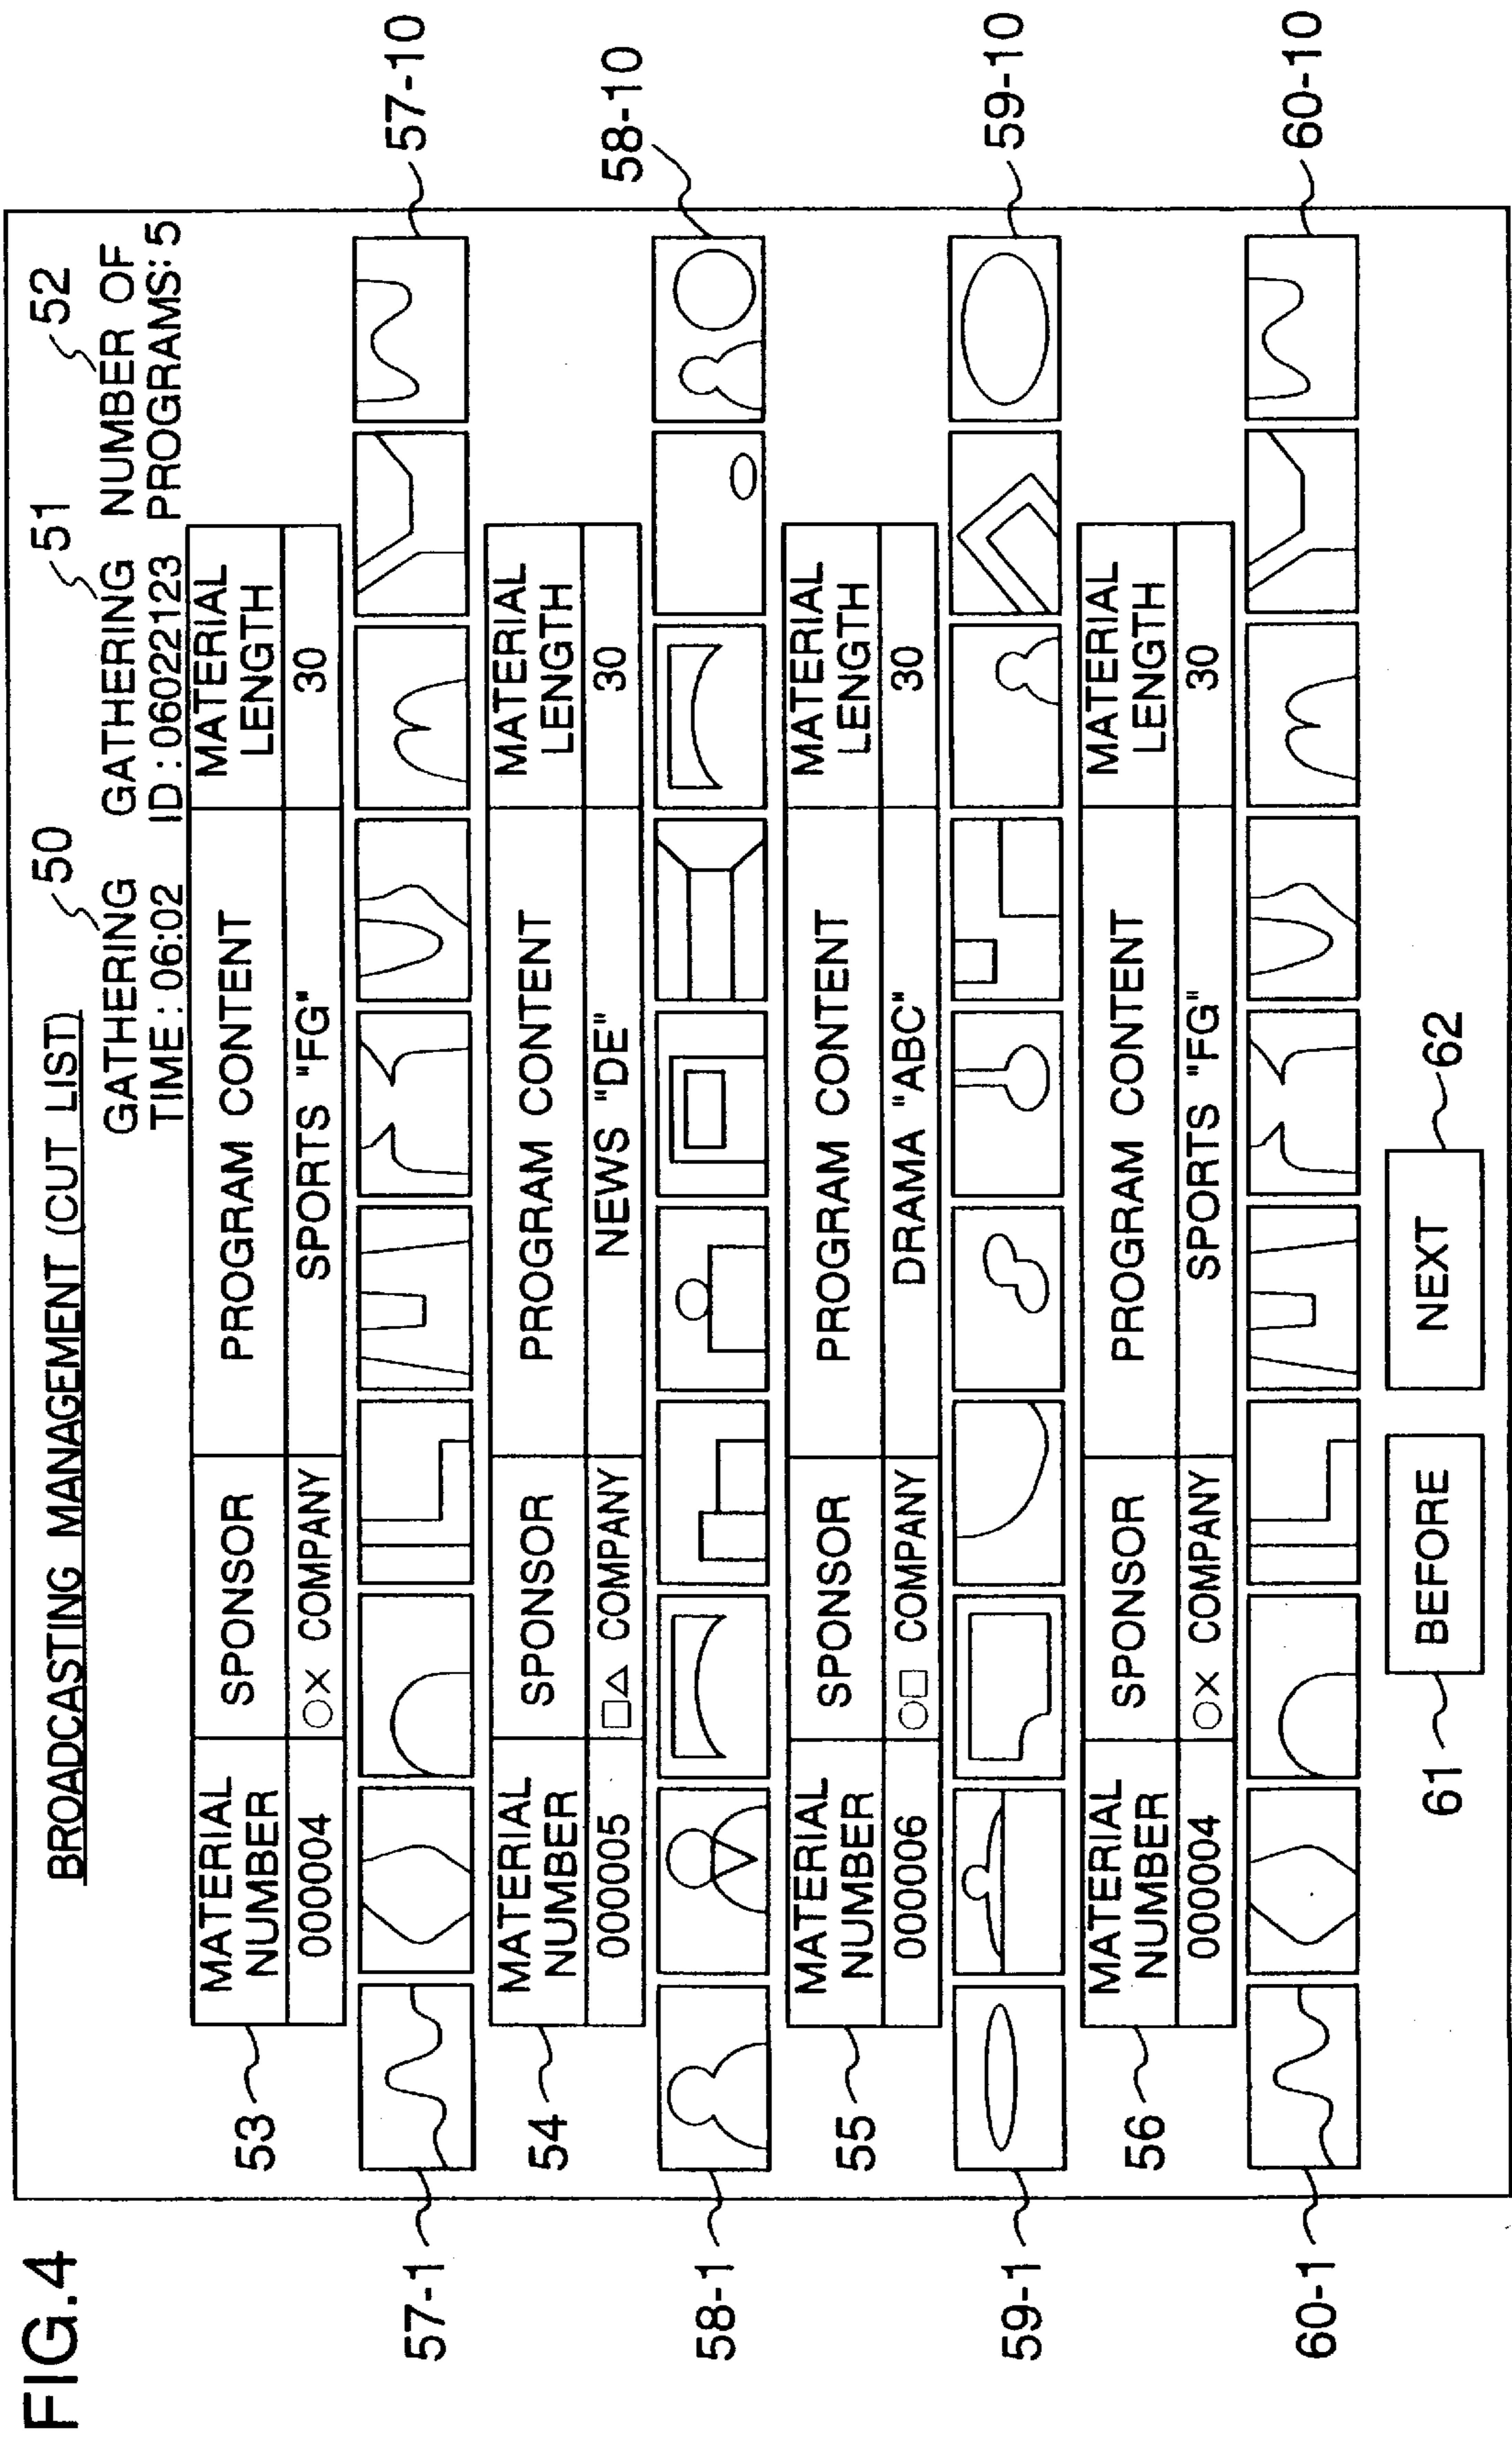 FIG.4
BROADCASTING MANAGEMENT (CUT LIST)
50
51
52
GATHERING
TIME : 06:02
GATHERING
ID : 06022123
NUMBER OF
PROGRAMS: 5
53
MATERIAL NUMBER SPONSOR PROGRAM CONTENT MATERIAL LENGTH
000004 ○× COMPANY SPORTS "FG" 30
57-1
57-10
54
MATERIAL NUMBER SPONSOR PROGRAM CONTENT MATERIAL LENGTH
000005 □△ COMPANY NEWS "DE" 30
58-1
58-10
55
MATERIAL NUMBER SPONSOR PROGRAM CONTENT MATERIAL LENGTH
000006 ○□ COMPANY DRAMA "ABC" 30
59-1
59-10
56
MATERIAL NUMBER SPONSOR PROGRAM CONTENT MATERIAL LENGTH
000004 ○× COMPANY SPORTS "FG" 30
60-1
60-10
61
BEFORE
NEXT
62